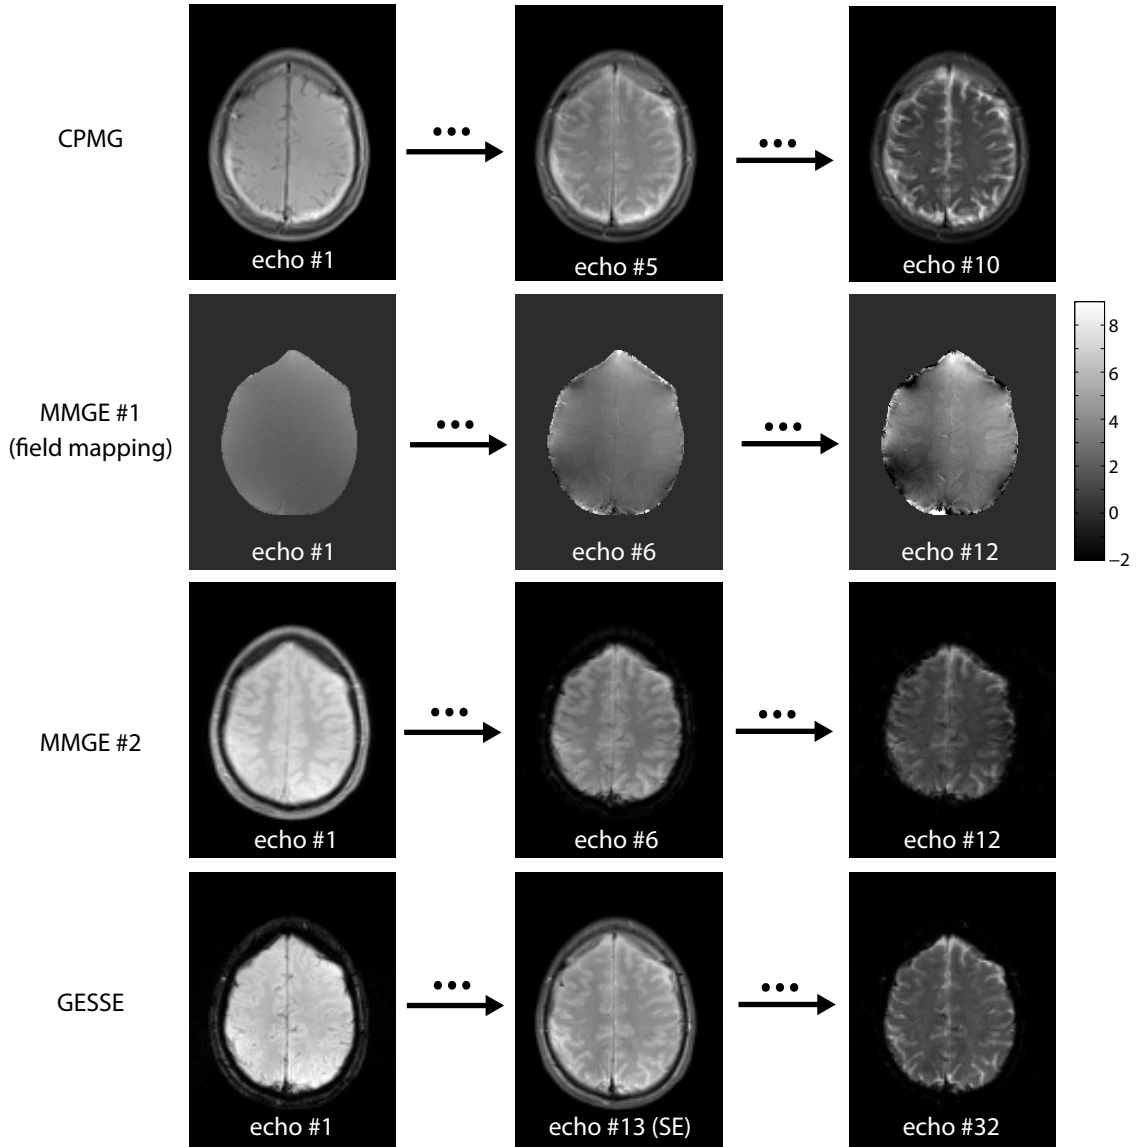 CPMG
echo #1
echo #5
echo #10
MMGE #1
(field mapping)
echo #1
echo #6
echo #12
8
6
4
2
0
−2
MMGE #2
echo #1
echo #6
echo #12
GESSE
echo #1
echo #13 (SE)
echo #32